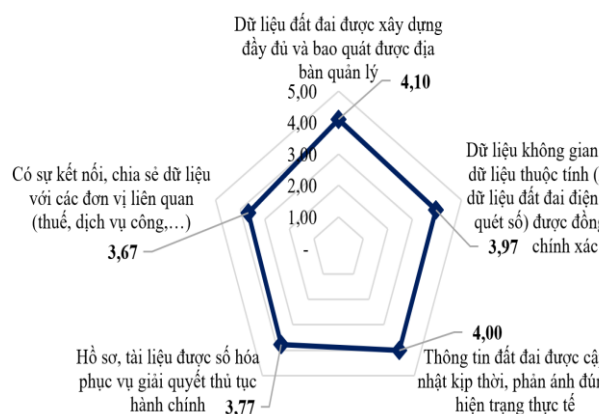 Dữ liệu đất đai được xây dựng
đầy đủ và bao quát được địa
bàn quản lý
4,10
5,00
4,00
3,00
2,00
1,00
-
Dữ liệu không gian
dữ liệu thuộc tính (
dữ liệu đất đai điện
quét số) được đồng
3,97 chính xác
4,00
Thông tin đất đai được cập
nhật kịp thời, phản ánh đún
hiện trạng thực tế
Hồ sơ, tài liệu được số hóa
phục vụ giải quyết thủ tục
hành chính 3,77
Có sự kết nối, chia sẻ dữ liệu
với các đơn vị liên quan
(thuế, dịch vụ công,…)
3,67